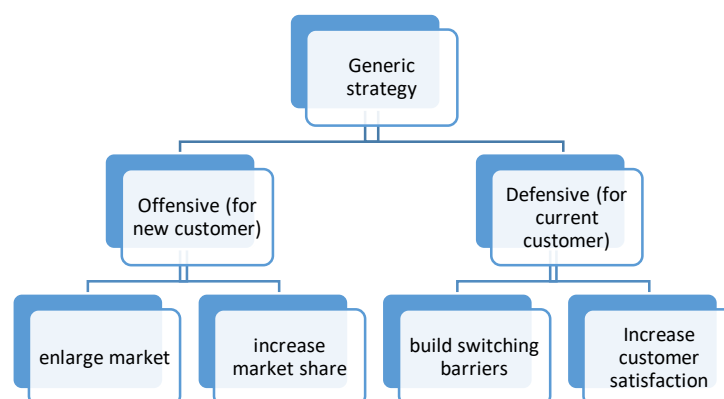 Generic
strategy
Offensive (for
new customer)
Defensive (for
current
customer)
enlarge market
increase
market share
build switching
barriers
Increase
customer
satisfaction